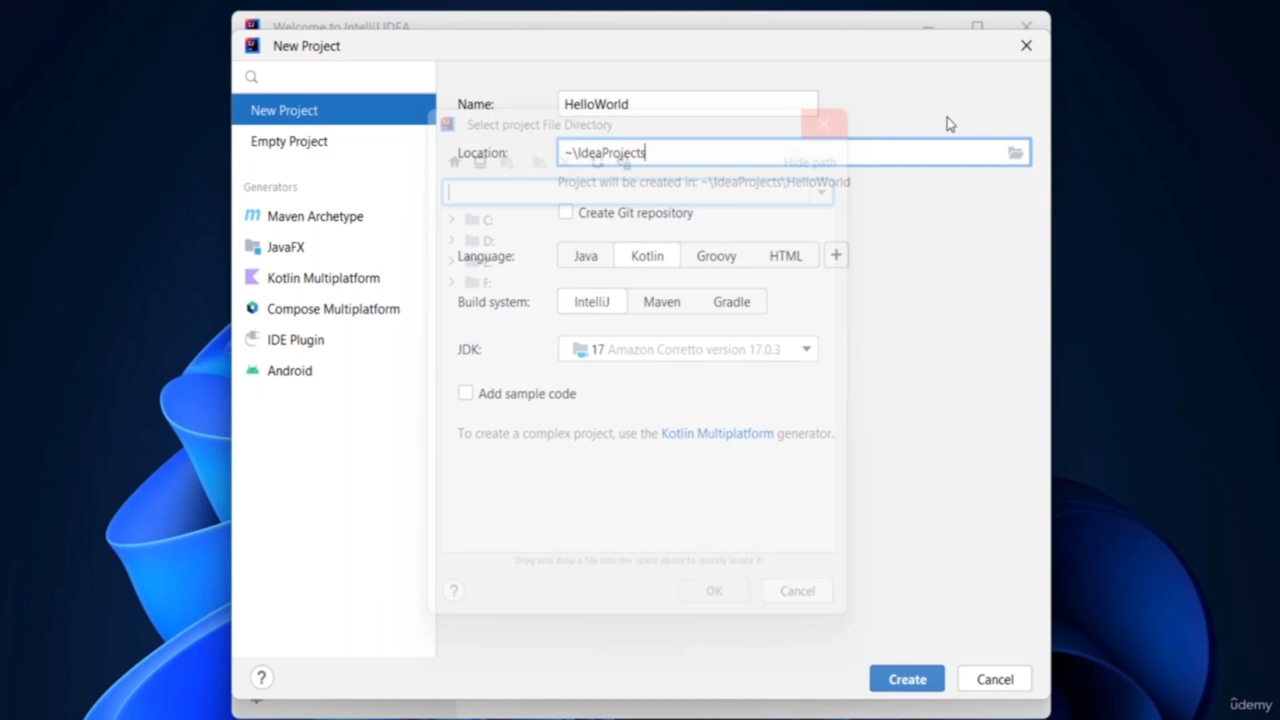 Welcome to IntelliJ IDEA
New Project
New Project
Empty Project
Generators
Maven Archetype
JavaFX
Kotlin Multiplatform
Compose Multiplatform
IDE Plugin
Android
Name:
HelloWorld
Select project File Directory
Location:
~\IdeaProjects
Hide path
Project will be created in: ~\IdeaProjects\HelloWorld
Create Git repository
C:
D:
Language:
Java
Kotlin
Groovy
HTML
+
F:
Build system:
IntelliJ
Maven
Gradle
JDK:
17 Amazon Corretto version 17.0.3
Add sample code
To create a complex project, use the Kotlin Multiplatform generator.
Drag and drop a file into the space above to quickly locate it
?
OK
Cancel
?
Create
Cancel
ûdemy